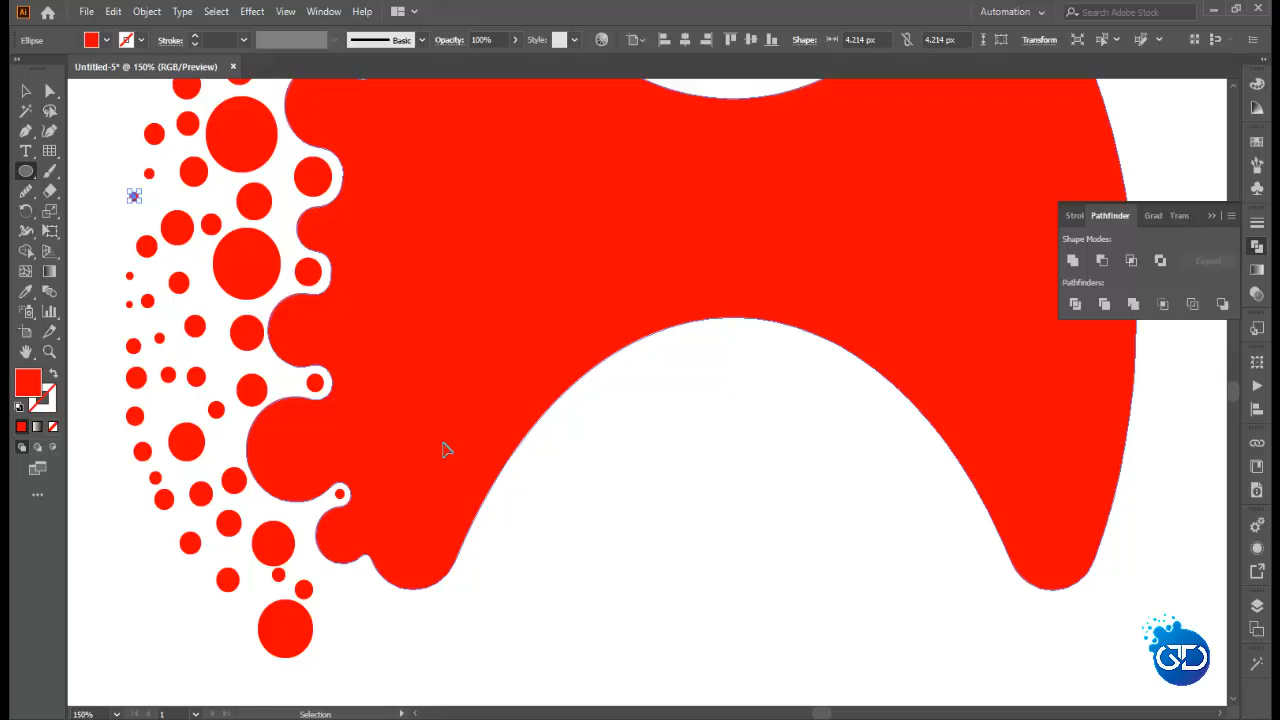 Ai File Edit Object Type Select Effect View Window Help Automation Search Adobe Stock
Ellipse Stroke: Basic Opacity: 100% Style: Shape: 4.214 px 4.214 px Transform
Untitled-5* @ 150% (RGB/Preview) ×
Strol Pathfinder Grad Trans
Shape Modes:
Expand
Pathfinders:
GTD
150% 1 Selection